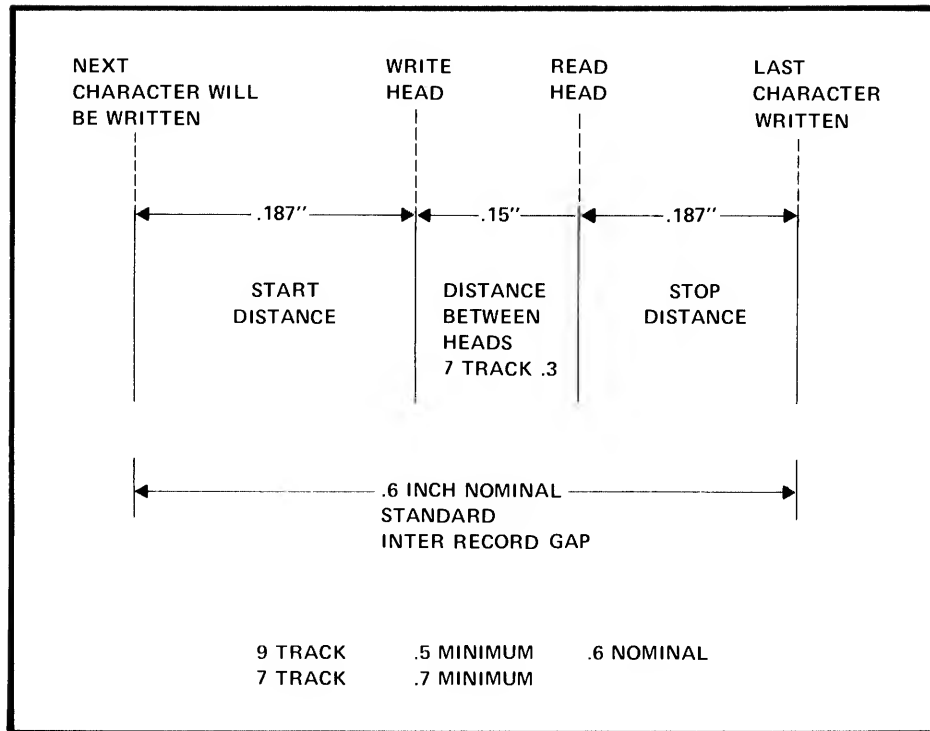 NEXT
CHARACTER WILL
BE WRITTEN
WRITE
HEAD
READ
HEAD
LAST
CHARACTER
WRITTEN
.187"
.15"
.187"
START
DISTANCE
DISTANCE
BETWEEN
HEADS
7 TRACK .3
STOP
DISTANCE
.6 INCH NOMINAL
STANDARD
INTER RECORD GAP
9 TRACK .5 MINIMUM .6 NOMINAL
7 TRACK .7 MINIMUM